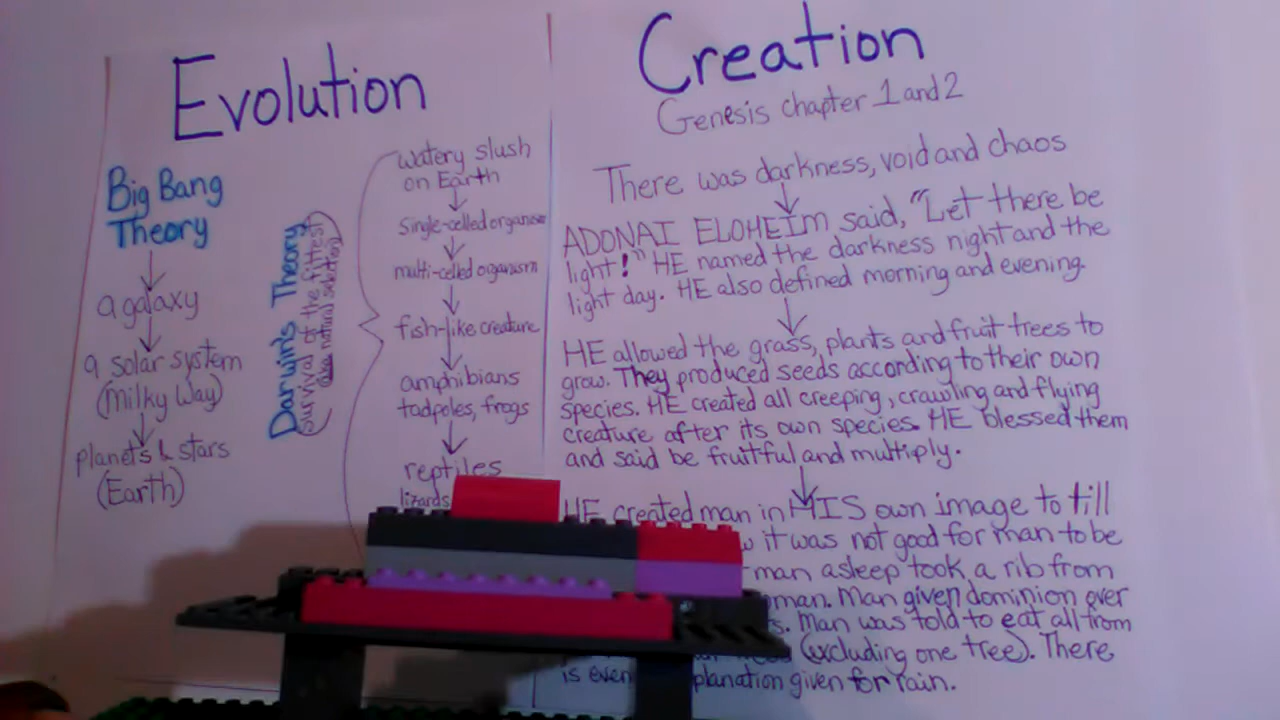 Evolution
Big Bang
Theory
a galaxy
a solar system
(Milky Way)
planets & stars
(Earth)
Darwin's Theory
(survival of the fittest
natural selection)
watery slush
on Earth
Single-celled organism
multi-celled organism
fish-like creature
amphibians
tadpoles, frogs
reptiles
lizards
Creation
Genesis chapter 1 and 2
There was darkness, void and chaos
ADONAI ELOHEIM said, "Let there be
light!" HE named the darkness night and the
light day. HE also defined morning and evening.
HE allowed the grass, plants and fruit trees to
grow. They produced seeds according to their own
species. HE created all creeping, crawling and flying
creature after its own species. HE blessed them
and said be fruitful and multiply.
HE created man in HIS own image to till
it was not good for man to be
man asleep took a rib from
man given dominion over
Man was told to eat all from
(excluding one tree). There
is even planation given for rain.